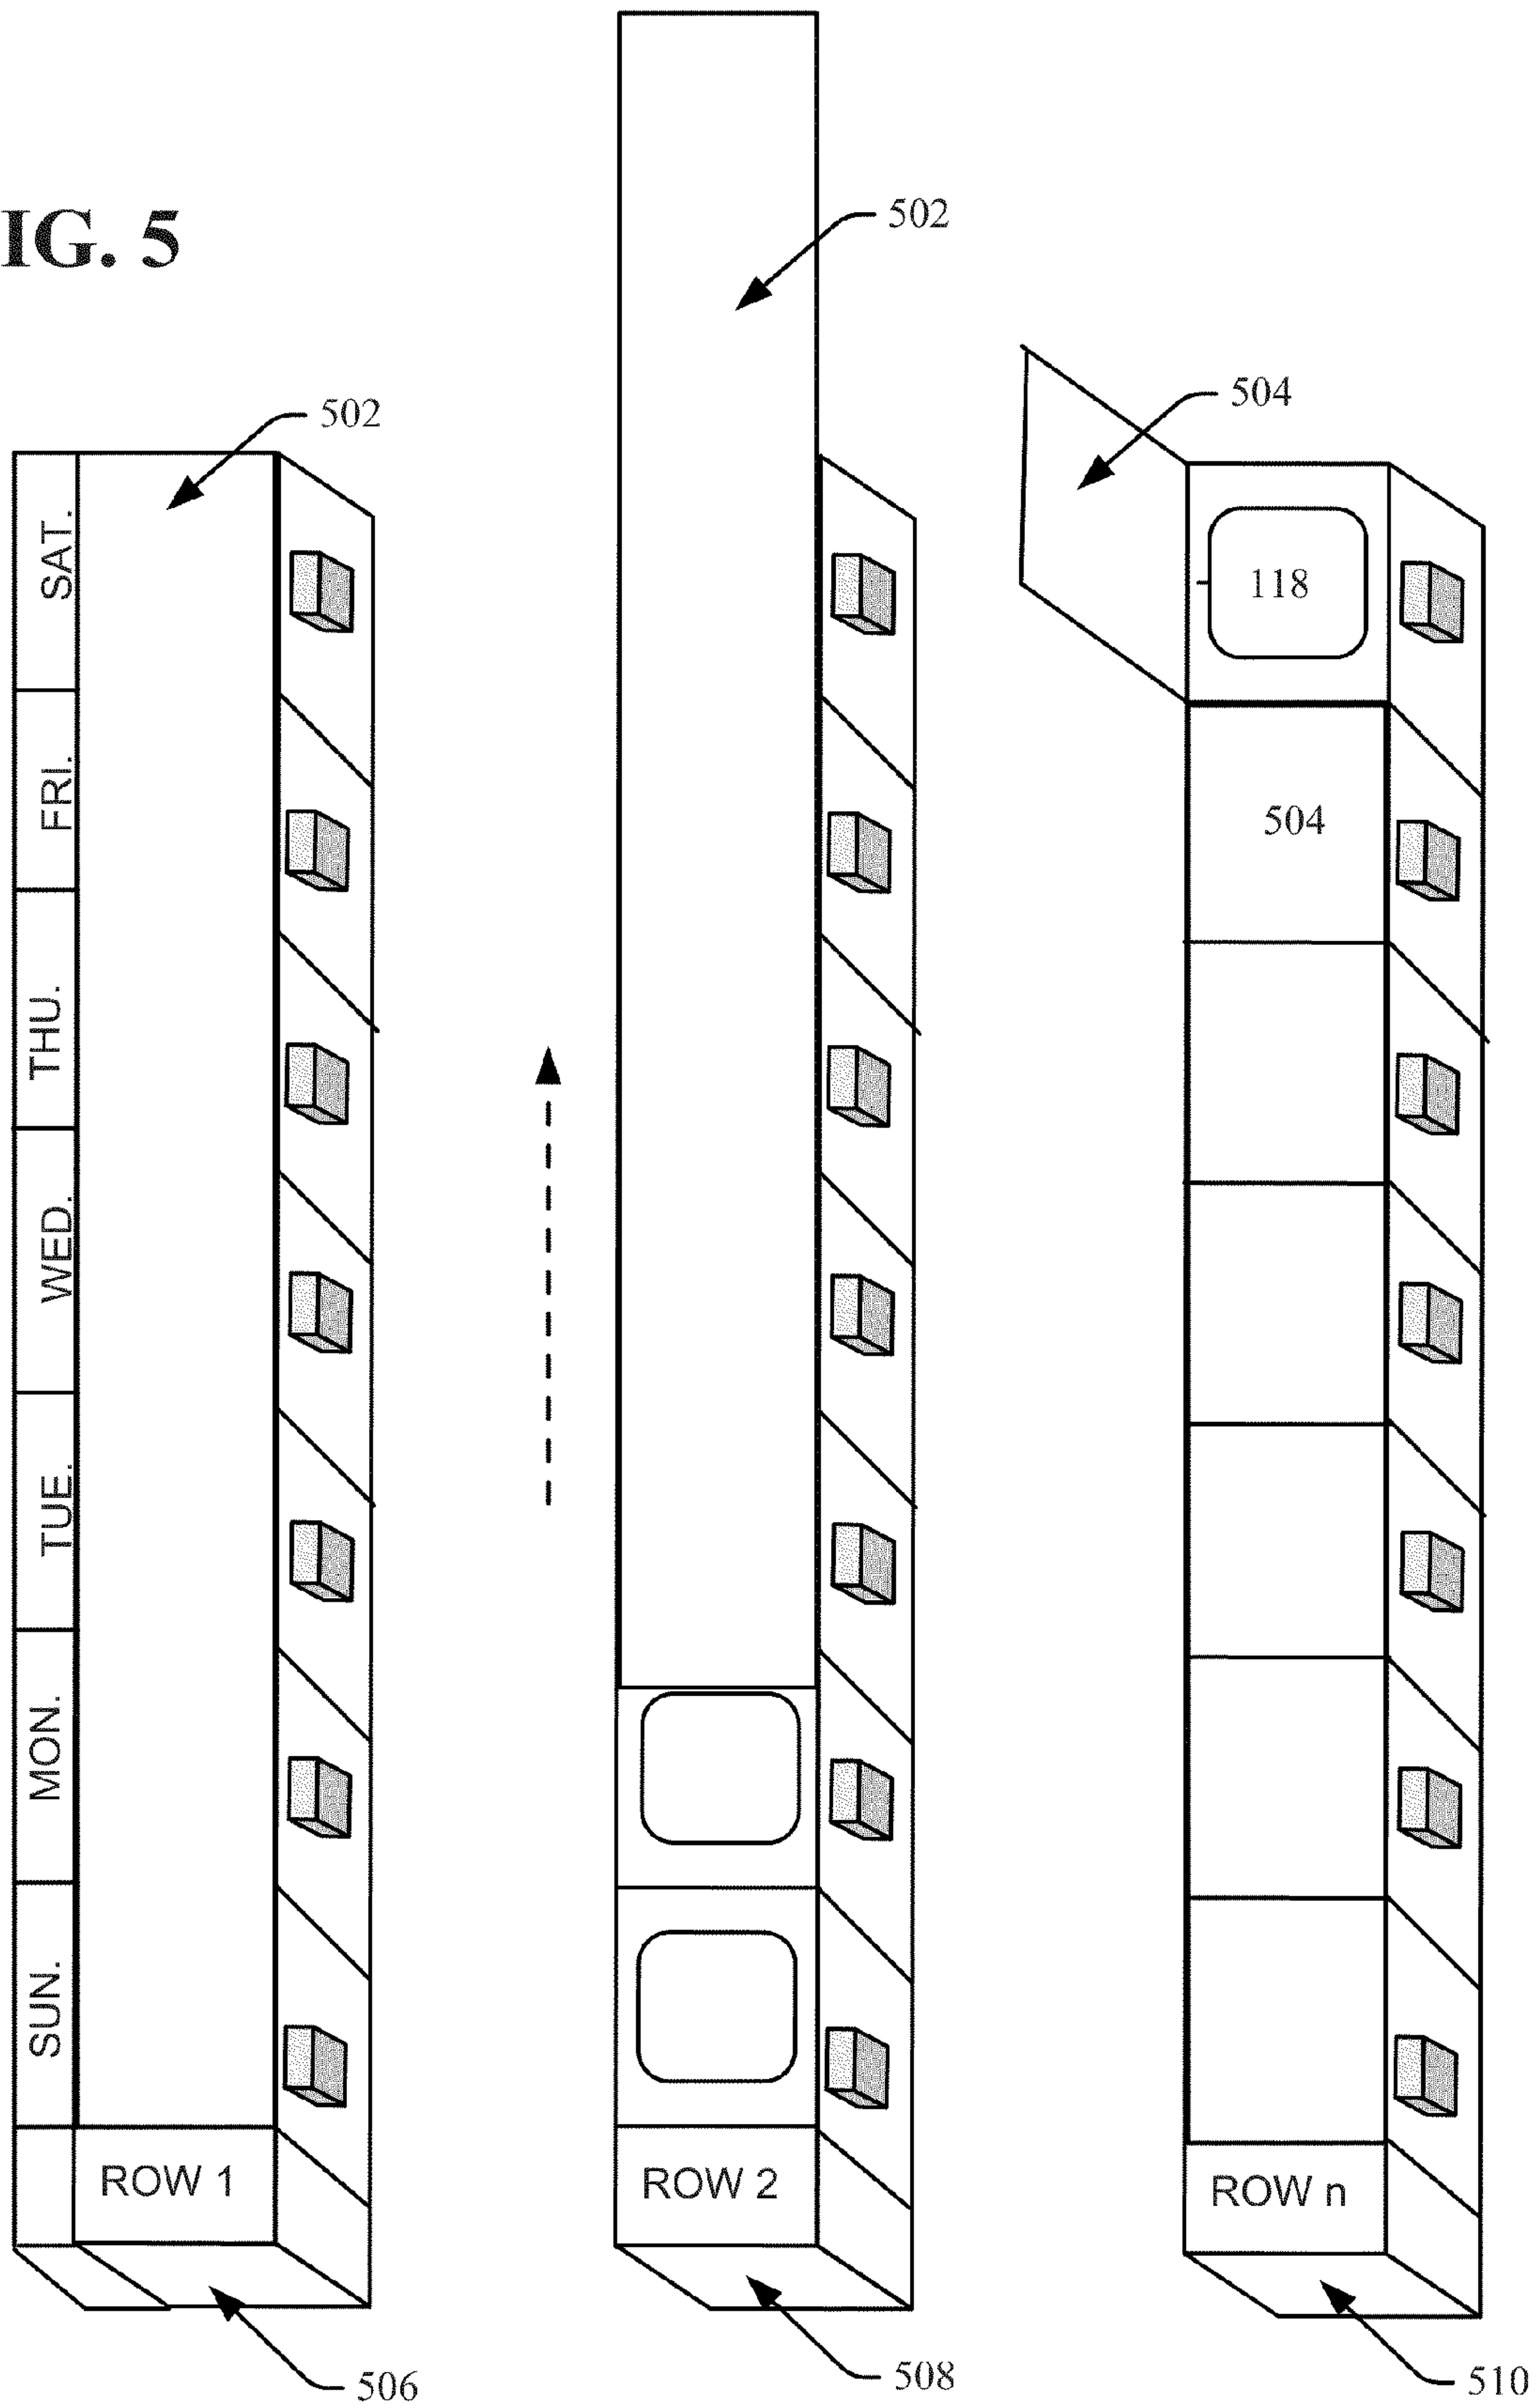 IG. 5
502
502
504
SAT.
118
FRI.
504
THU.
WED.
TUE.
MON.
SUN.
ROW 1
ROW 2
ROW n
506
508
510